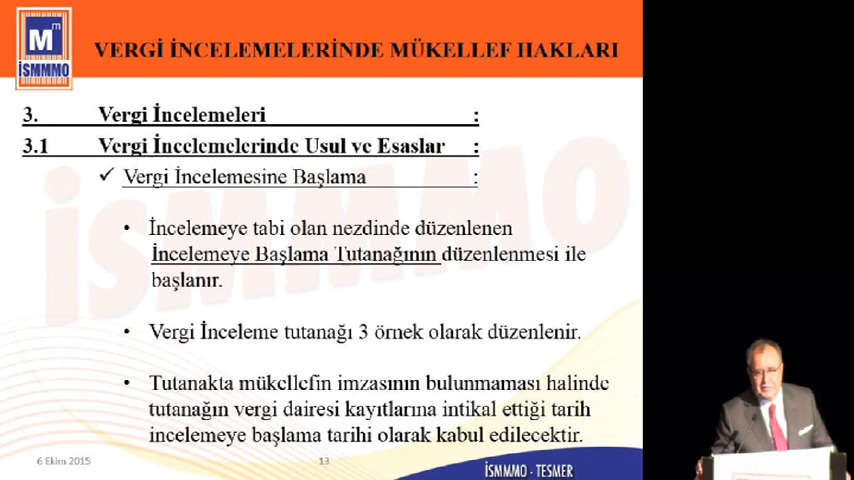 Mm
İSMMMO
VERGİ İNCELEMELERİNDE MÜKELLEF HAKLARI
3. Vergi İncelemeleri :
3.1 Vergi İncelemelerinde Usul ve Esaslar :
✓ Vergi İncelemesine Başlama :
• İncelemeye tabi olan nezdinde düzenlenen
İncelemeye Başlama Tutanağının düzenlenmesi ile
başlanır.
• Vergi İnceleme tutanağı 3 örnek olarak düzenlenir.
• Tutanakta mükellefin imzasının bulunmaması halinde
tutanağın vergi dairesi kayıtlarına intikal ettiği tarih
incelemeye başlama tarihi olarak kabul edilecektir.
İSMMMO
6 Ekim 2015
13
İSMMMO - TESMER